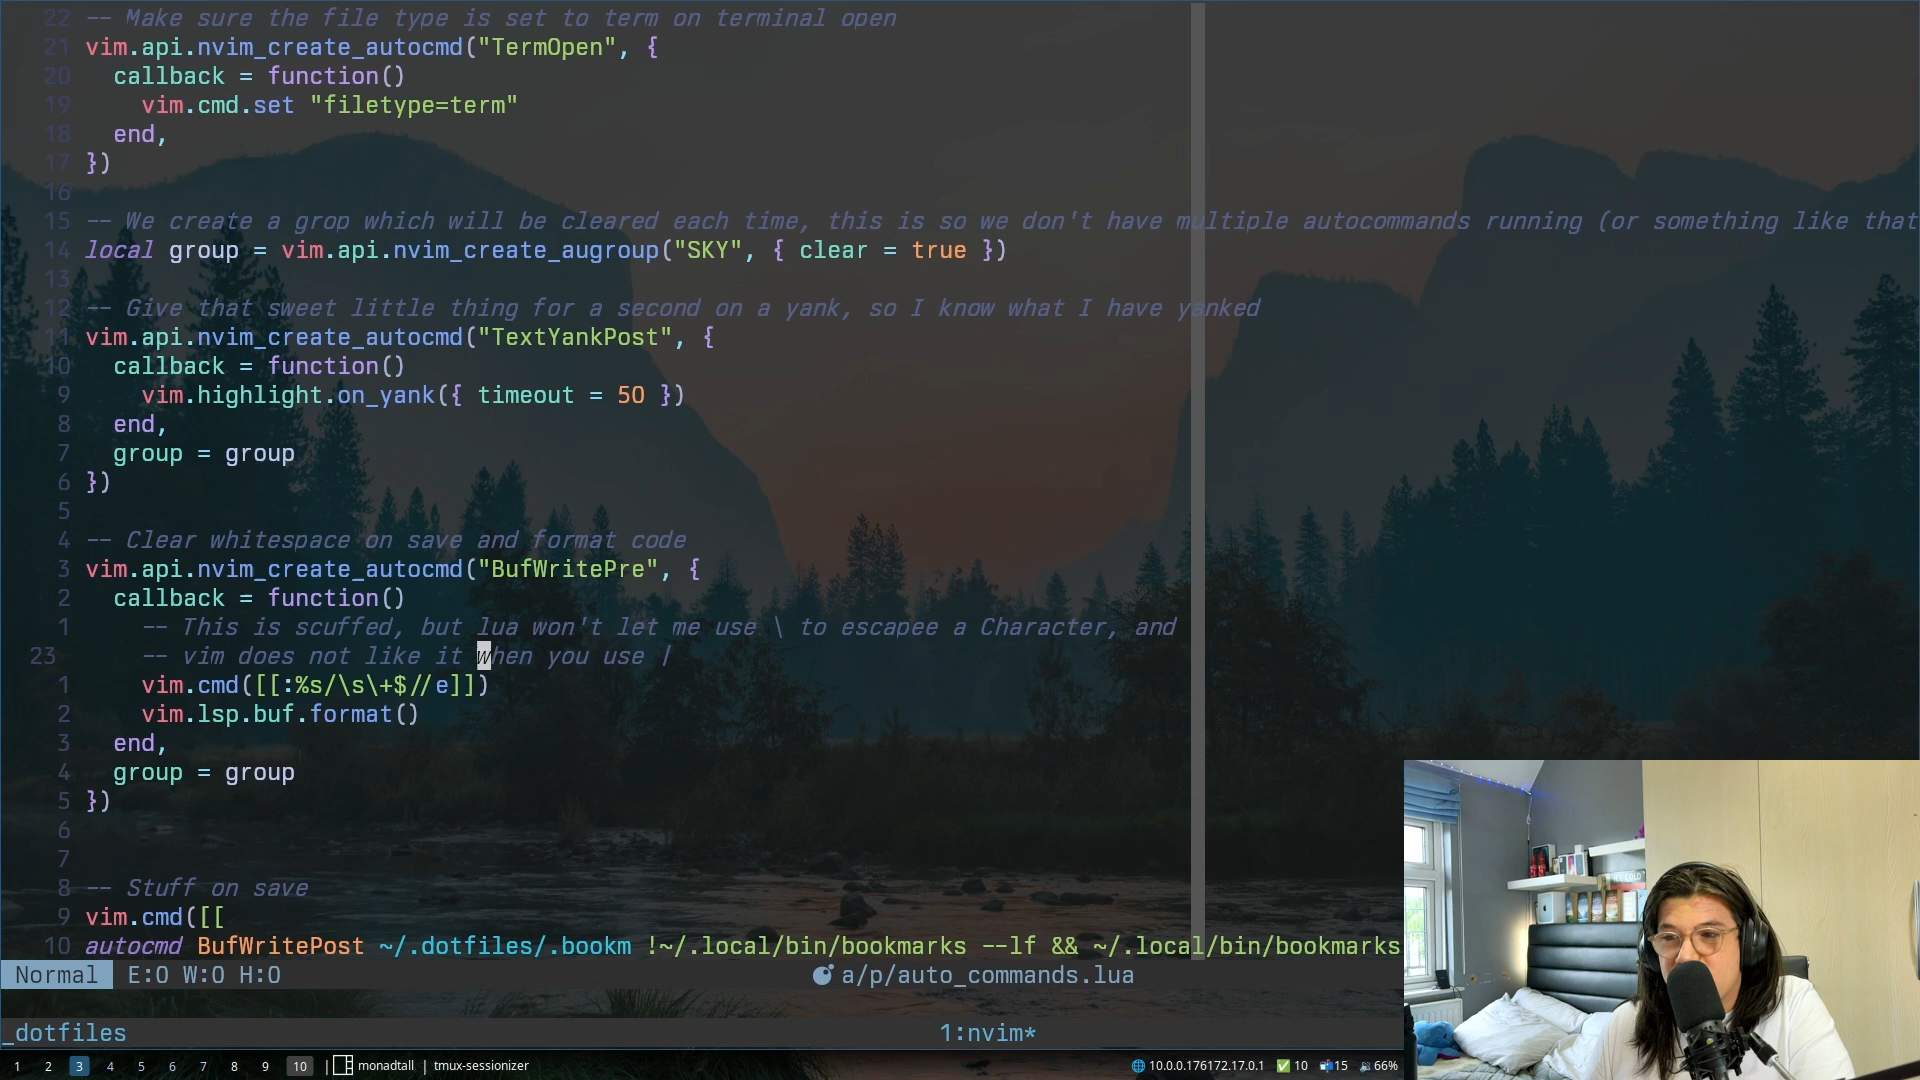 22 -- Make sure the file type is set to term on terminal open
21 vim.api.nvim_create_autocmd("TermOpen", {
20   callback = function()
19     vim.cmd.set "filetype=term"
18   end,
17 })
16
15 -- We create a grop which will be cleared each time, this is so we don't have multiple autocommands running (or something like that
14 local group = vim.api.nvim_create_augroup("SKY", { clear = true })
13
12 -- Give that sweet little thing for a second on a yank, so I know what I have yanked
11 vim.api.nvim_create_autocmd("TextYankPost", {
10   callback = function()
9     vim.highlight.on_yank({ timeout = 50 })
8   end,
7   group = group
6 })
5
4 -- Clear whitespace on save and format code
3 vim.api.nvim_create_autocmd("BufWritePre", {
2   callback = function()
1     -- This is scuffed, but lua won't let me use \ to escapee a Character, and
23     -- vim does not like it when you use /
1     vim.cmd([[:%s/\s\+$//e]])
2     vim.lsp.buf.format()
3   end,
4   group = group
5 })
6
7
8 -- Stuff on save
9 vim.cmd([[
10 autocmd BufWritePost ~/.dotfiles/.bookm !~/.local/bin/bookmarks --lf && ~/.local/bin/bookmarks
Normal E:0 W:0 H:0 a/p/auto_commands.lua
_dotfiles 1:nvim*
1 2 3 4 5 6 7 8 9 10 | monadtall | tmux-sessionizer 10.0.0.176172.17.0.1 10 15 66%